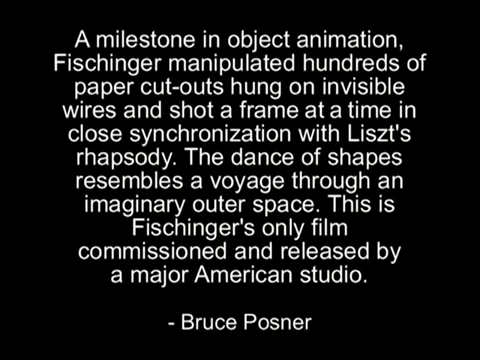 A milestone in object animation,
Fischinger manipulated hundreds of
paper cut-outs hung on invisible
wires and shot a frame at a time in
close synchronization with Liszt's
rhapsody. The dance of shapes
resembles a voyage through an
imaginary outer space. This is
Fischinger's only film
commissioned and released by
a major American studio.
- Bruce Posner